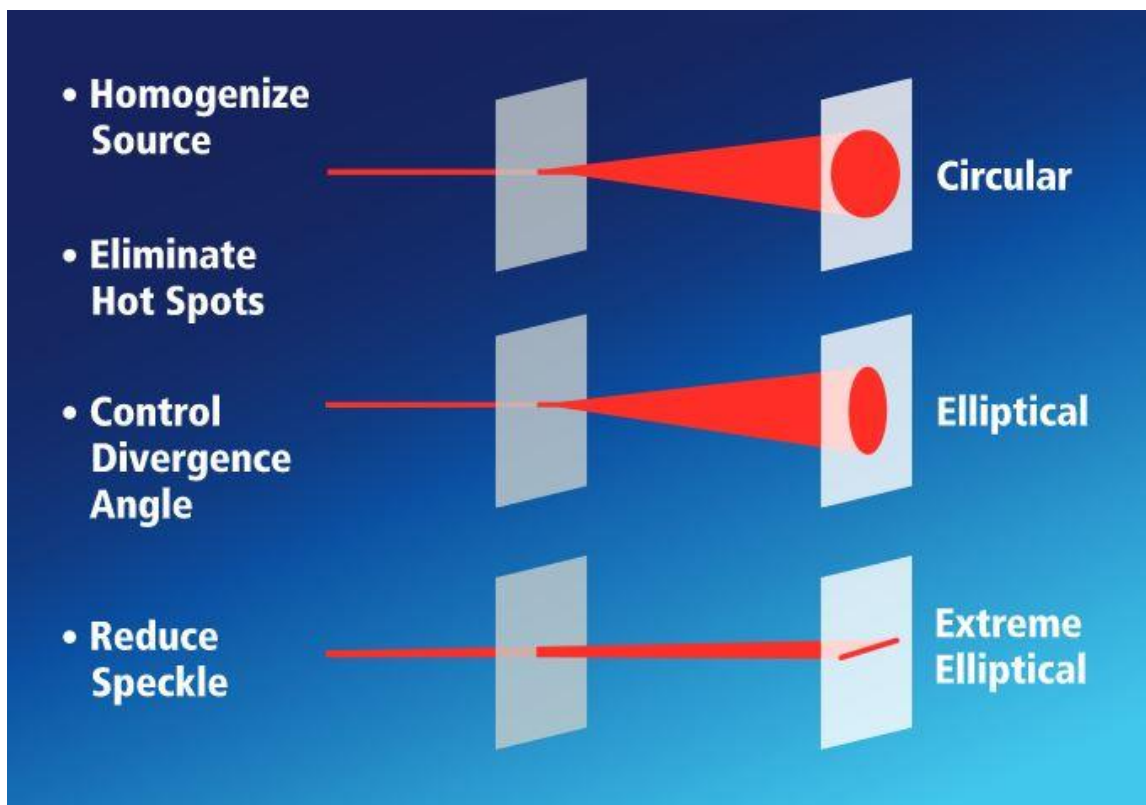 • Homogenize
Source
• Eliminate
Hot Spots
• Control
Divergence
Angle
• Reduce
Speckle
Circular
Elliptical
Extreme
Elliptical